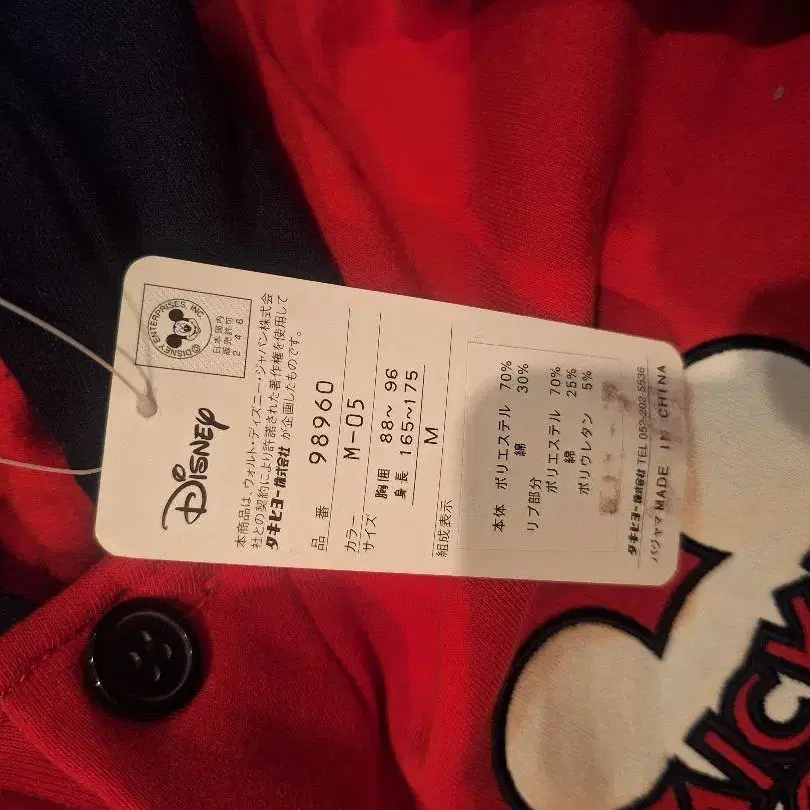 © DISNEY ENTERPRISES, INC.
日本国内
販売許可
246
Disney
本商品は、ウォルト・ディズニー・ジャパン株式会
社との契約により許諾された著作権を使用して
タキヒヨー株式会社 が企画したものです。
品 番 98960
カラー M-05
サイズ 胸囲 88~ 96
身長 165~175
M
組成表示
本体 ポリエステル 70%
綿 30%
リブ部分
ポリエステル 70%
綿 25%
ポリウレタン 5%
タキヒヨー株式会社 TEL 052-202-5536
パジャマ MADE IN CHINA